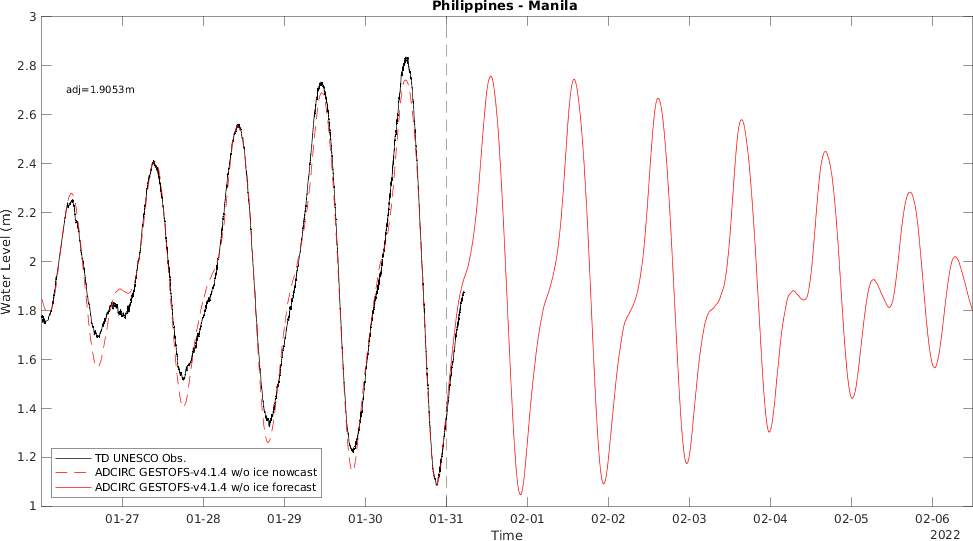 Philippines - Manila
3
2.8
adj=1.9053m
2.6
2.4
2.2
2
1.8
1.6
1.4
1.2
1
Water Level (m)
TD UNESCO Obs.
ADCIRC GESTOFS-v4.1.4 w/o ice nowcast
ADCIRC GESTOFS-v4.1.4 w/o ice forecast
01-27 01-28 01-29 01-30 01-31 02-01 02-02 02-03 02-04 02-05 02-06
Time
2022